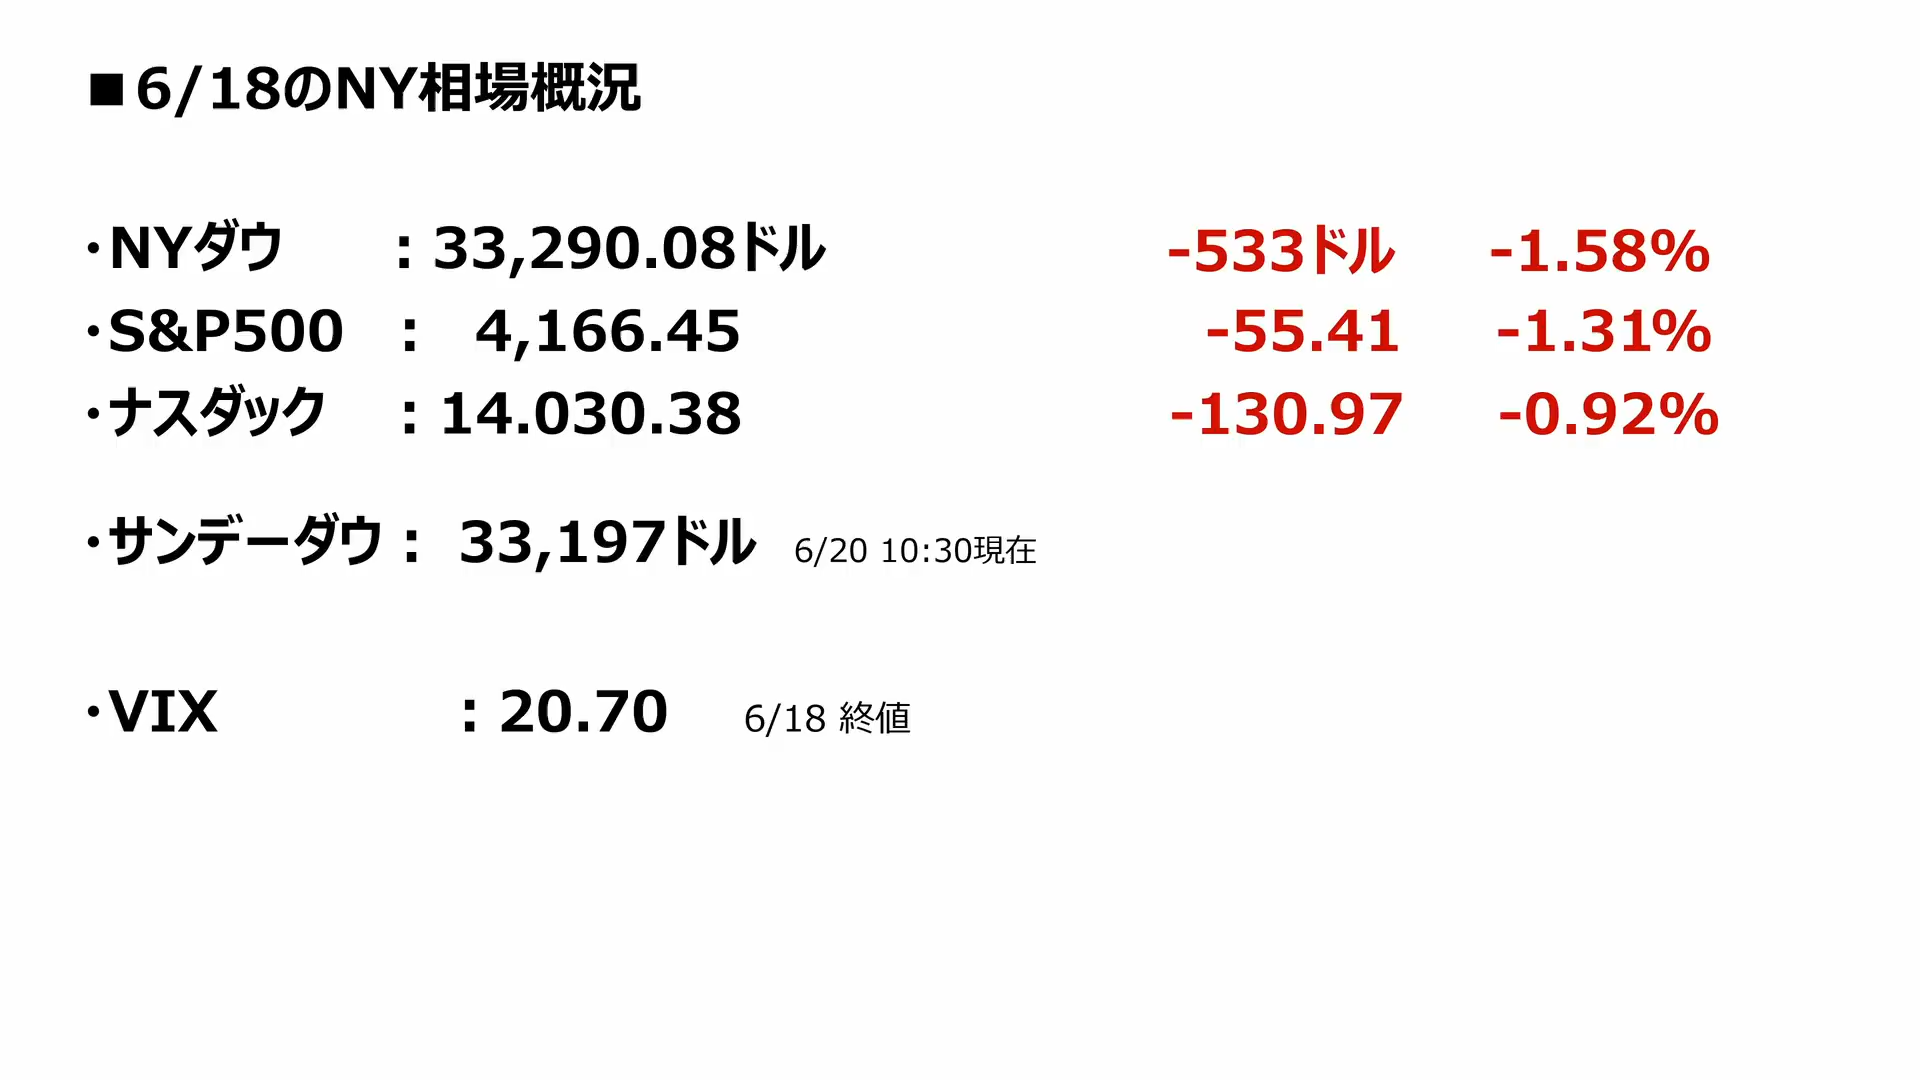 ■6/18のNY相場概況
・NYダウ : 33,290.08ドル -533ドル -1.58%
・S&P500 : 4,166.45 -55.41 -1.31%
・ナスダック : 14.030.38 -130.97 -0.92%
・サンデーダウ : 33,197ドル 6/20 10:30現在
・VIX : 20.70 6/18 終値